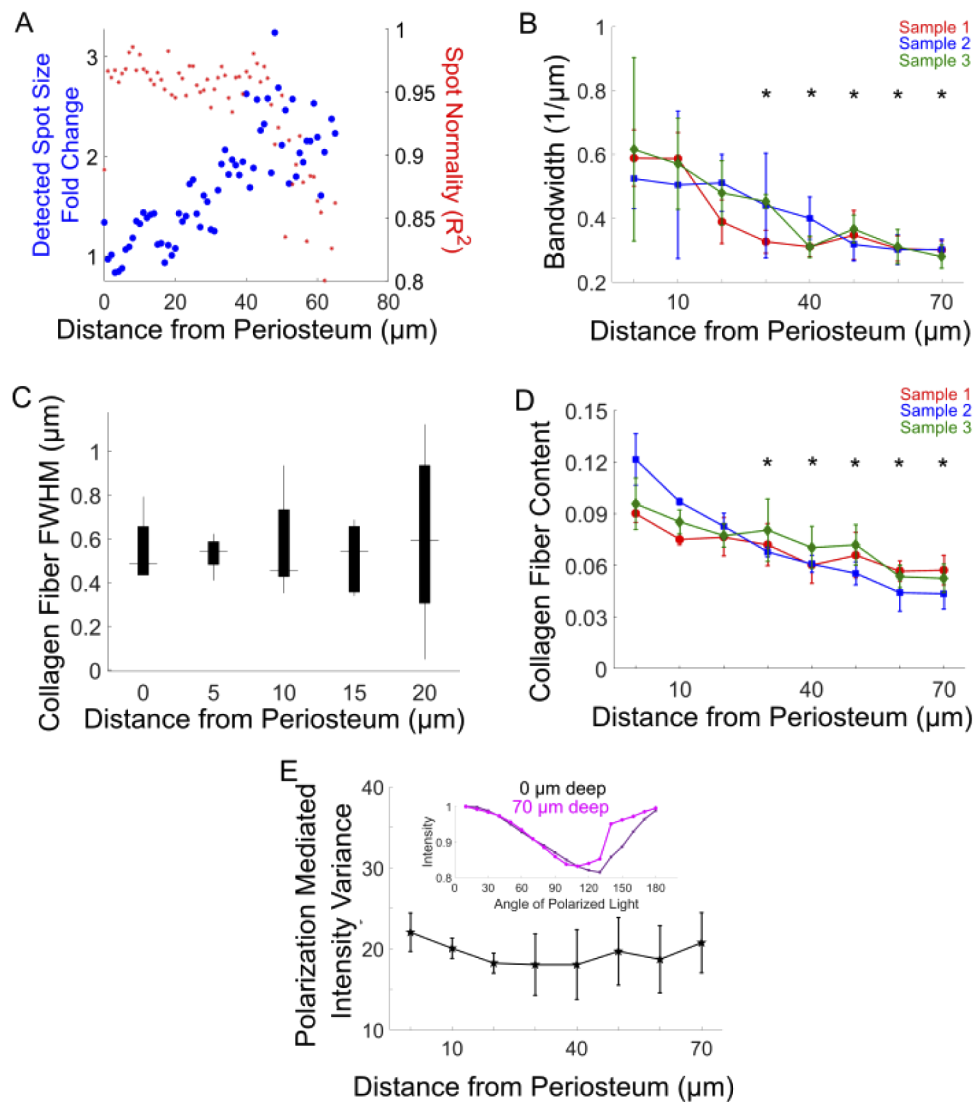 A
Detected Spot Size
Fold Change
3
2
1
1
0.95
0.9
0.85
0.8
Spot Normality (R²)
0 20 40 60 80
Distance from Periosteum (µm)
B
Sample 1
Sample 2
Sample 3
Bandwidth (1/µm)
0.8
0.6
0.4
0.2
* * * * *
10 40 70
Distance from Periosteum (µm)
C
Collagen Fiber FWHM (µm)
1
0.8
0.6
0.4
0.2
0
0 5 10 15 20
Distance from Periosteum (µm)
D
Sample 1
Sample 2
Sample 3
Collagen Fiber Content
0.15
0.12
0.09
0.06
0.03
0
* * * * *
10 40 70
Distance from Periosteum (µm)
E
Polarization Mediated
Intensity Variance
40
30
20
10
0 µm deep
70 µm deep
Intensity
1
0.9
0.8
0 30 60 90 120 150 180
Angle of Polarized Light
10 40 70
Distance from Periosteum (µm)